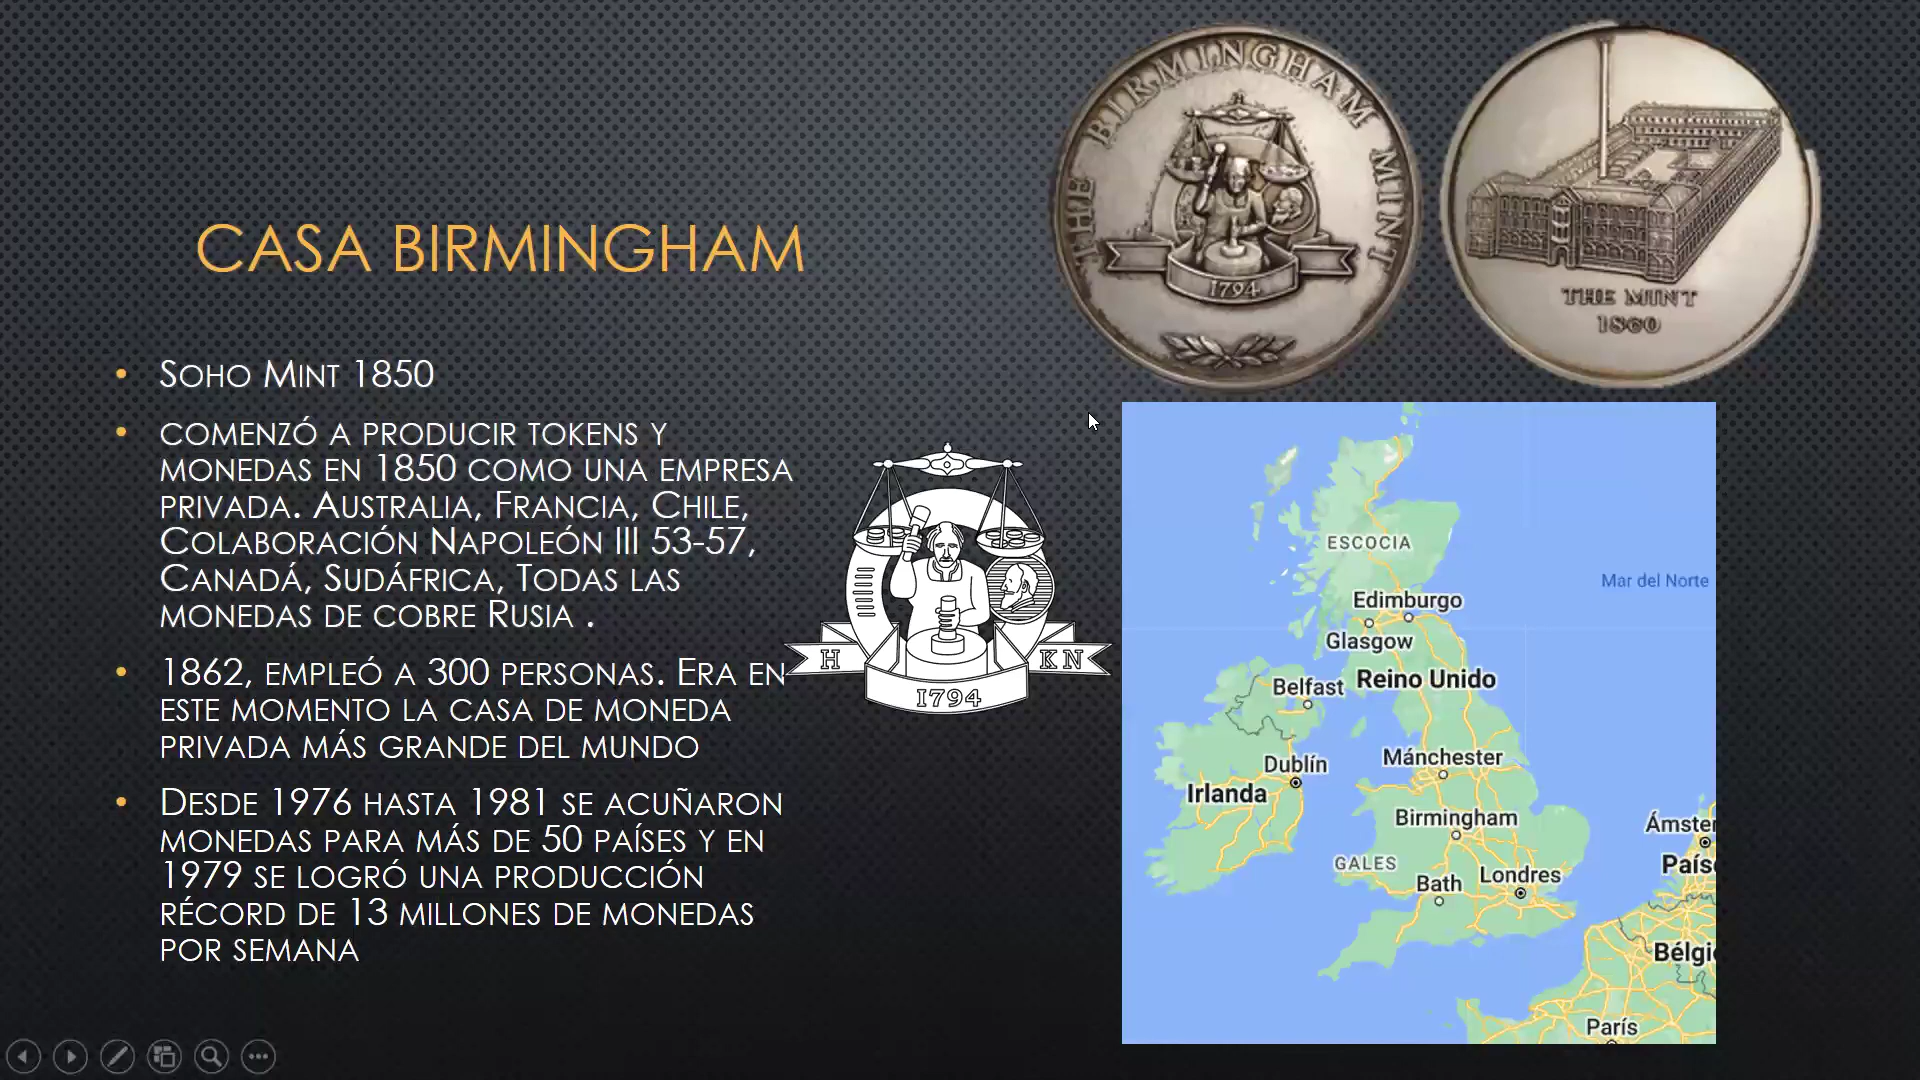 CASA BIRMINGHAM
SOHO MINT 1850
COMENZÓ A PRODUCIR TOKENS Y
MONEDAS EN 1850 COMO UNA EMPRESA
PRIVADA. AUSTRALIA, FRANCIA, CHILE,
COLABORACIÓN NAPOLEÓN III 53-57,
CANADÁ, SUDÁFRICA, TODAS LAS
MONEDAS DE COBRE RUSIA .
1862, EMPLEÓ A 300 PERSONAS. ERA EN
ESTE MOMENTO LA CASA DE MONEDA
PRIVADA MÁS GRANDE DEL MUNDO
DESDE 1976 HASTA 1981 SE ACUÑARON
MONEDAS PARA MÁS DE 50 PAÍSES Y EN
1979 SE LOGRÓ UNA PRODUCCIÓN
RÉCORD DE 13 MILLONES DE MONEDAS
POR SEMANA
H KN
1794
THE BIRMINGHAM MINT
1794
THE MINT
1860
ESCOCIA
Mar del Norte
Edimburgo
Glasgow
Reino Unido
Belfast
Dublín
Mánchester
Irlanda
Birmingham
Ámster
GALES
Londres
País
Bath
Bélgi
París